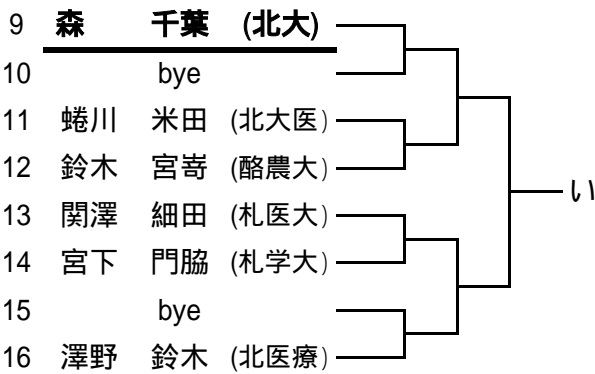 9 森 千葉 (北大)
10 bye
11 蜷川 米田 (北大医)
12 鈴木 宮嵜 (酪農大)
13 関澤 細田 (札医大)
14 宮下 門脇 (札学大)
15 bye
16 澤野 鈴木 (北医療)
い